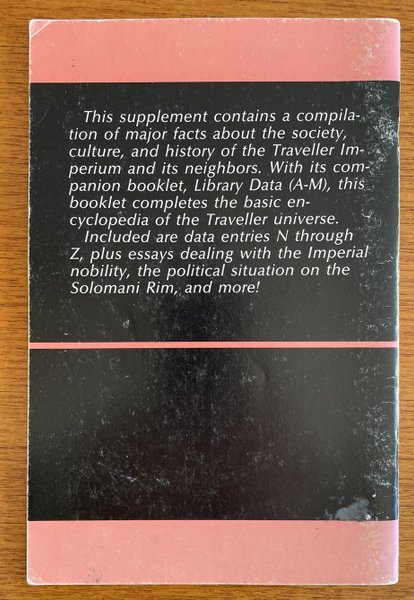 This supplement contains a compila-
tion of major facts about the society,
culture, and history of the Traveller Im-
perium and its neighbors. With its com-
panion booklet, Library Data (A-M), this
booklet completes the basic en-
cyclopedia of the Traveller universe.
Included are data entries N through
Z, plus essays dealing with the Imperial
nobility, the political situation on the
Solomani Rim, and more!